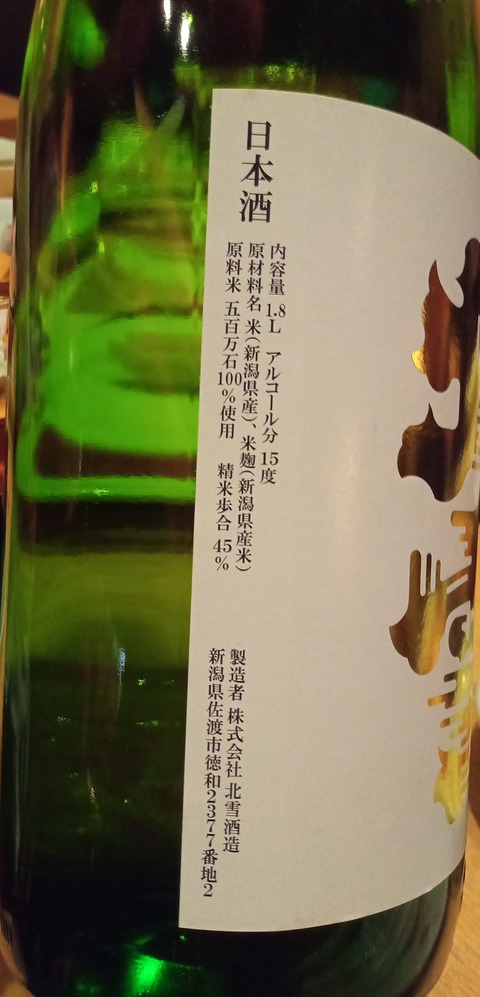 日本酒
内容量 1.8L アルコール分 15度
原材料名 米(新潟県産)、米麹(新潟県産米)
原料米 五百万石100%使用 精米歩合 45%
製造者 株式会社 北雪酒造
新潟県佐渡市徳和2377番地2